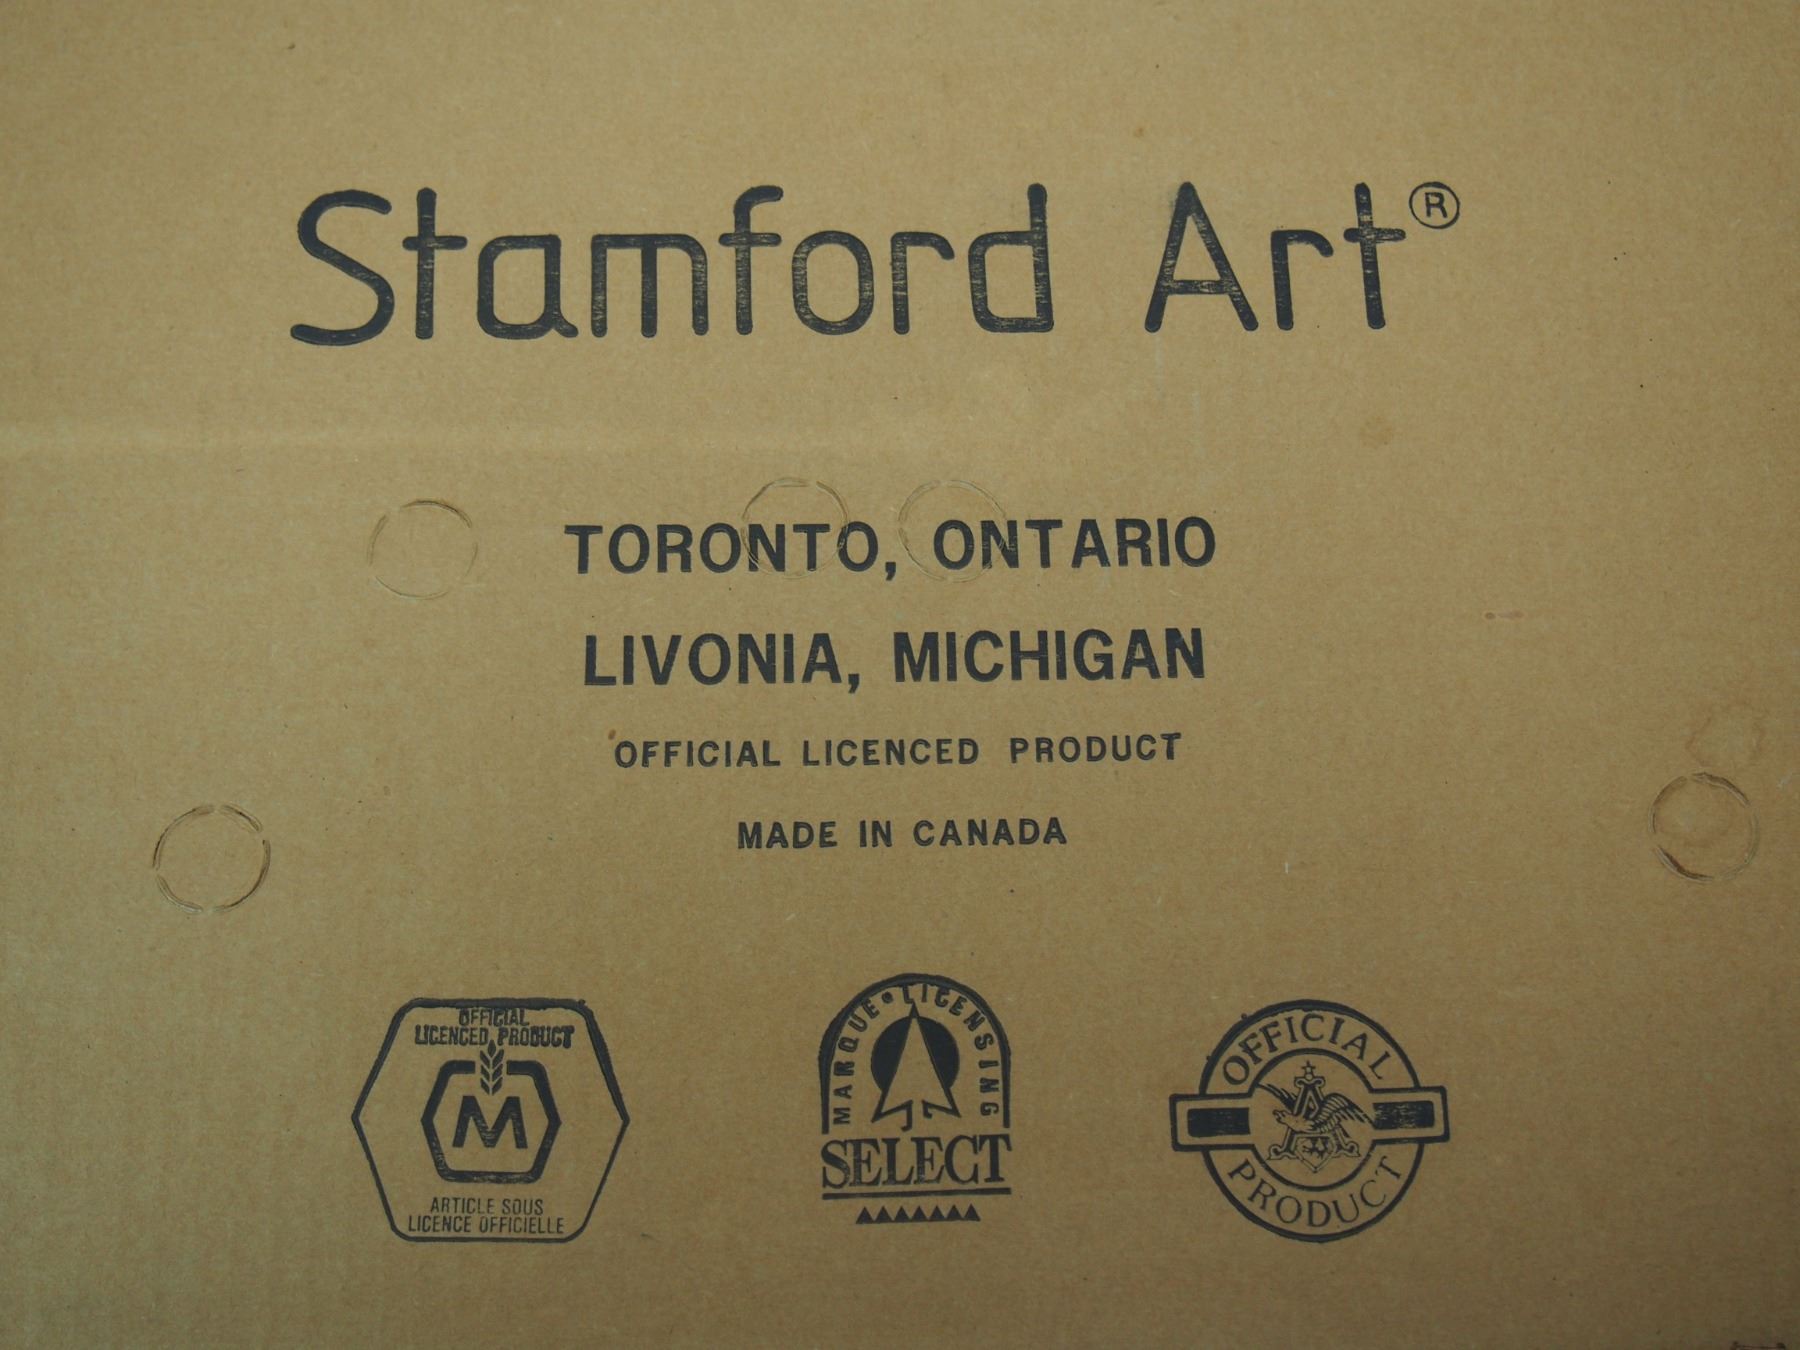 Stamford Art®
TORONTO, ONTARIO
LIVONIA, MICHIGAN
OFFICIAL LICENCED PRODUCT
MADE IN CANADA
OFFICIAL
LICENCED PRODUCT
M
ARTICLE SOUS
LICENCE OFFICIELLE
MARQUE • LICENSING
SELECT
OFFICIAL
A
PRODUCT